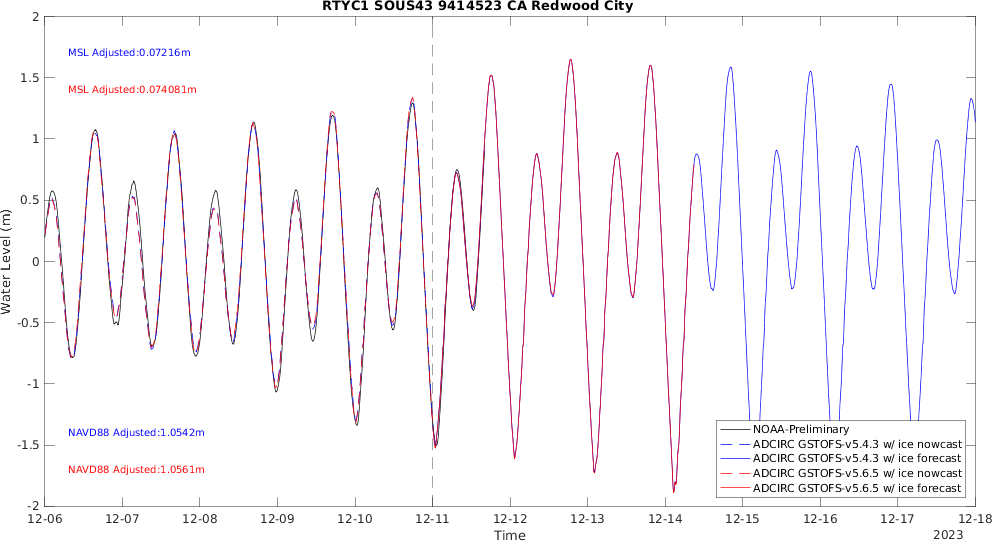 RTYC1 SOUS43 9414523 CA Redwood City
2
1.5
1
0.5
0
-0.5
-1
-1.5
-2
Water Level (m)
MSL Adjusted:0.07216m
MSL Adjusted:0.074081m
NAVD88 Adjusted:1.0542m
NAVD88 Adjusted:1.0561m
NOAA-Preliminary
ADCIRC GSTOFS-v5.4.3 w/ ice nowcast
ADCIRC GSTOFS-v5.4.3 w/ ice forecast
ADCIRC GSTOFS-v5.6.5 w/ ice nowcast
ADCIRC GSTOFS-v5.6.5 w/ ice forecast
12-06 12-07 12-08 12-09 12-10 12-11 12-12 12-13 12-14 12-15 12-16 12-17 12-18
Time
2023